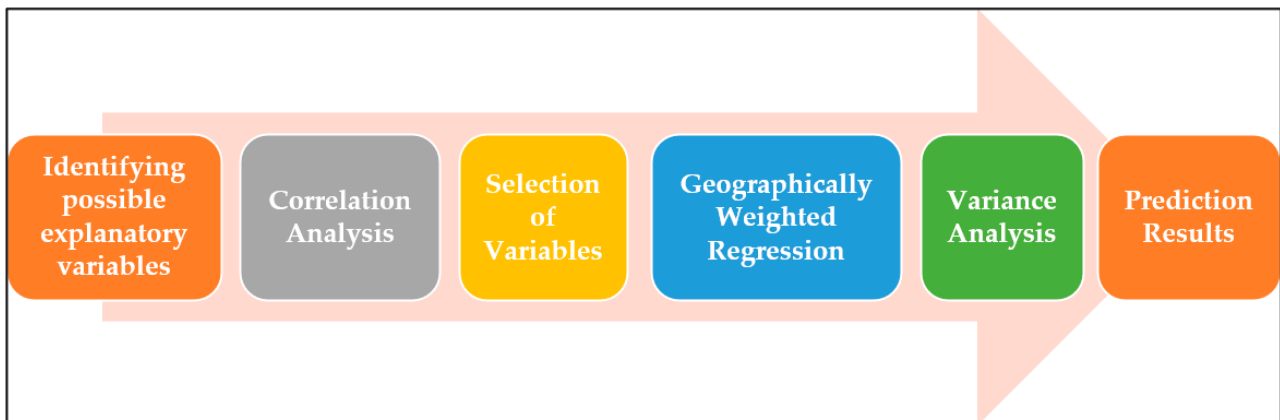 Identifying
possible
explanatory
variables
Correlation
Analysis
Selection
of
Variables
Geographically
Weighted
Regression
Variance
Analysis
Prediction
Results